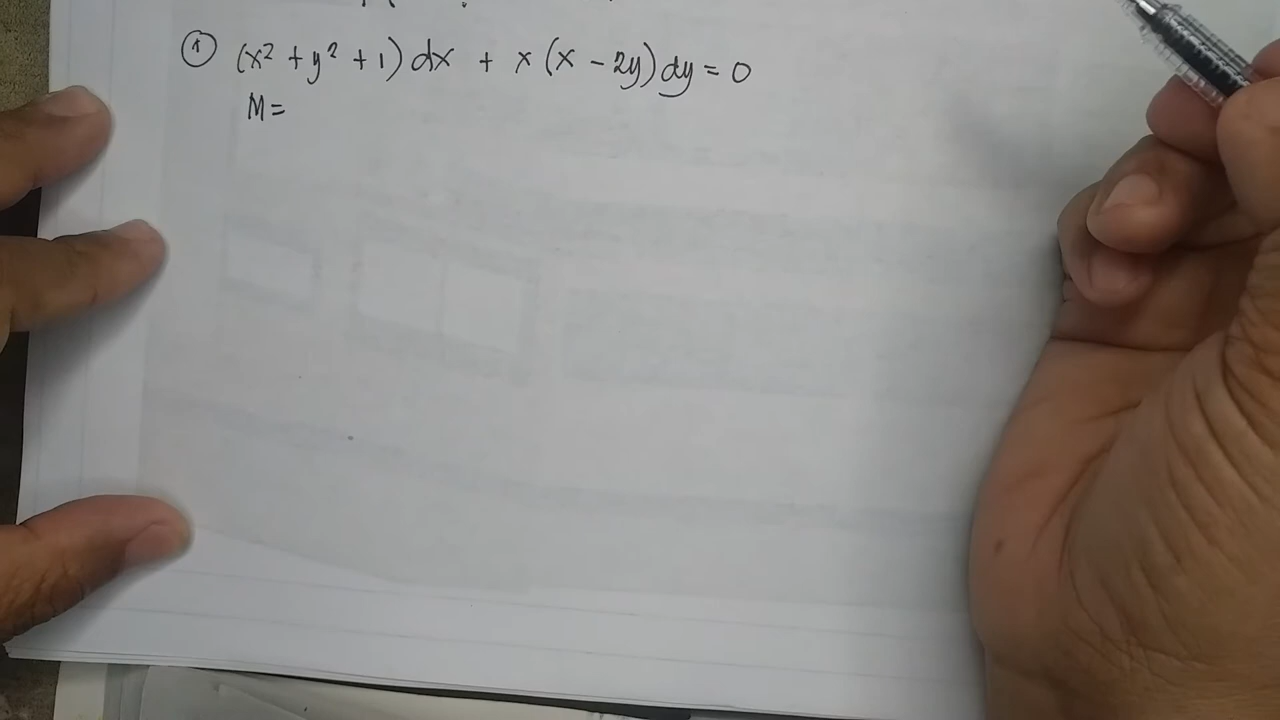 ① (x² + y² + 1) dx + x (x - 2y) dy = 0
M =